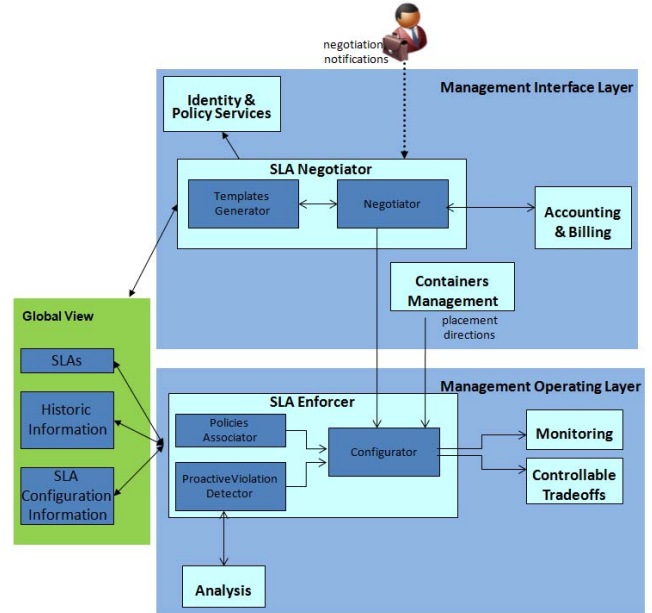 negotiation
notifications
Management Interface Layer
Identity &
Policy Services
SLA Negotiator
Templates
Generator
Negotiator
Accounting
& Billing
Containers
Management
placement
directions
Global View
SLAs
Historic
Information
SLA
Configuration
Information
Management Operating Layer
SLA Enforcer
Policies
Associator
ProactiveViolation
Detector
Configurator
Monitoring
Controllable
Tradeoffs
Analysis